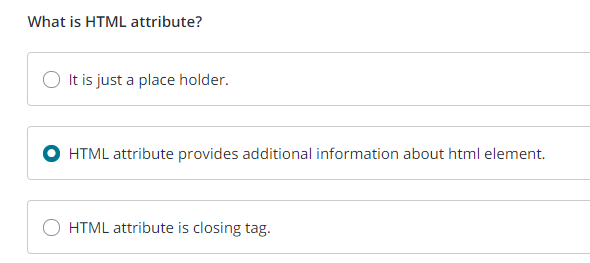 What is HTML attribute?
It is just a place holder.
HTML attribute provides additional information about html element.
HTML attribute is closing tag.